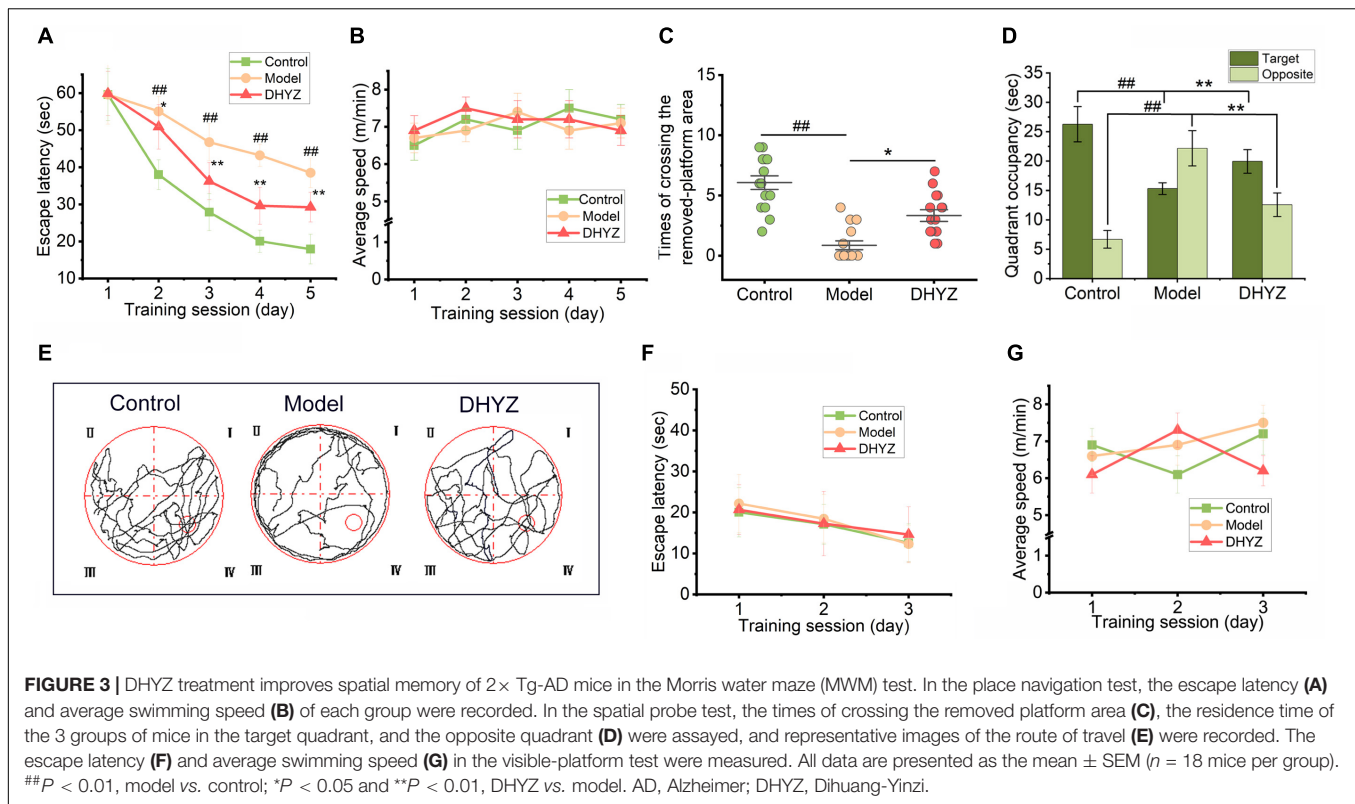 A
Control
Model
DHYZ
Escape latency (sec)
60
50
40
30
20
10
##
*
##
**
##
**
##
**
1 2 3 4 5
Training session (day)
B
Average speed (m/min)
8
7
6
5
1
0
Control
Model
DHYZ
1 2 3 4 5
Training session (day)
C
Times of crossing the
removed-platform area
15
10
5
0
##
*
Control Model DHYZ
D
Target
Opposite
Quadrant occupancy (sec)
35
30
25
20
15
10
5
0
## **
## **
Control Model DHYZ
E
Control Model DHYZ
II I II I II I
III IV III IV III IV
F
Escape latency (sec)
50
40
30
20
10
0
Control
Model
DHYZ
1 2 3
Training session (day)
G
Average speed (m/min)
8
7
6
5
1
0
Control
Model
DHYZ
1 2 3
Training session (day)
FIGURE 3 | DHYZ treatment improves spatial memory of 2× Tg-AD mice in the Morris water maze (MWM) test. In the place navigation test, the escape latency (A)
and average swimming speed (B) of each group were recorded. In the spatial probe test, the times of crossing the removed platform area (C), the residence time of
the 3 groups of mice in the target quadrant, and the opposite quadrant (D) were assayed, and representative images of the route of travel (E) were recorded. The
escape latency (F) and average swimming speed (G) in the visible-platform test were measured. All data are presented as the mean ± SEM (n = 18 mice per group).
##P < 0.01, model vs. control; *P < 0.05 and **P < 0.01, DHYZ vs. model. AD, Alzheimer; DHYZ, Dihuang-Yinzi.